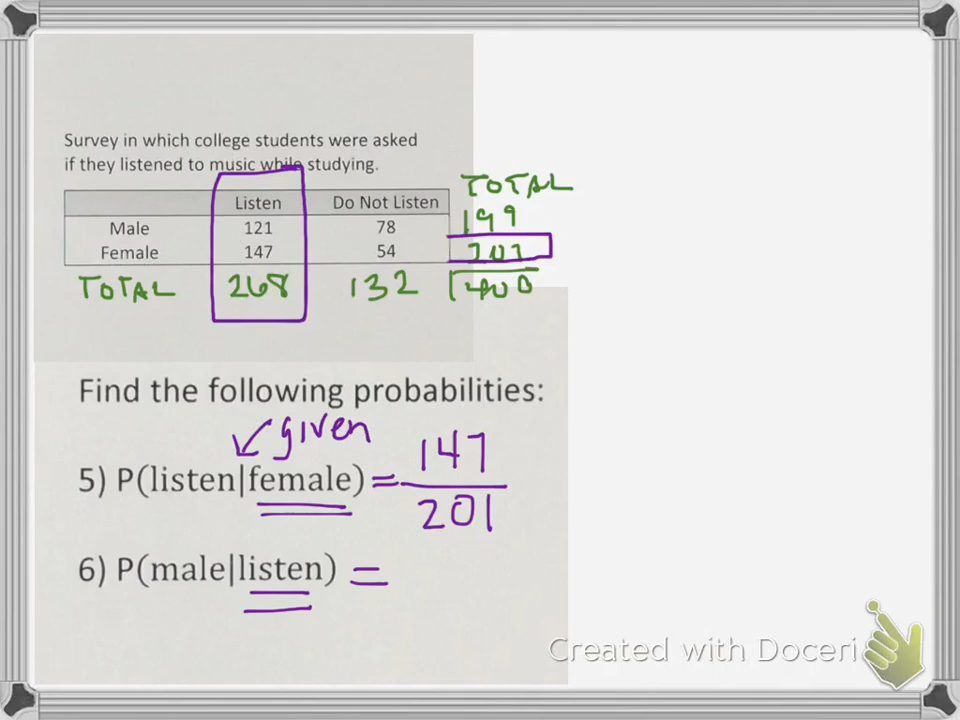 Survey in which college students were asked
if they listened to music while studying.
TOTAL
Listen Do Not Listen
Male 121 78 199
Female 147 54 201
TOTAL 268 132 400
Find the following probabilities:
given
5) P(listen|female) = 147/201
6) P(male|listen) =
Created with Doceri